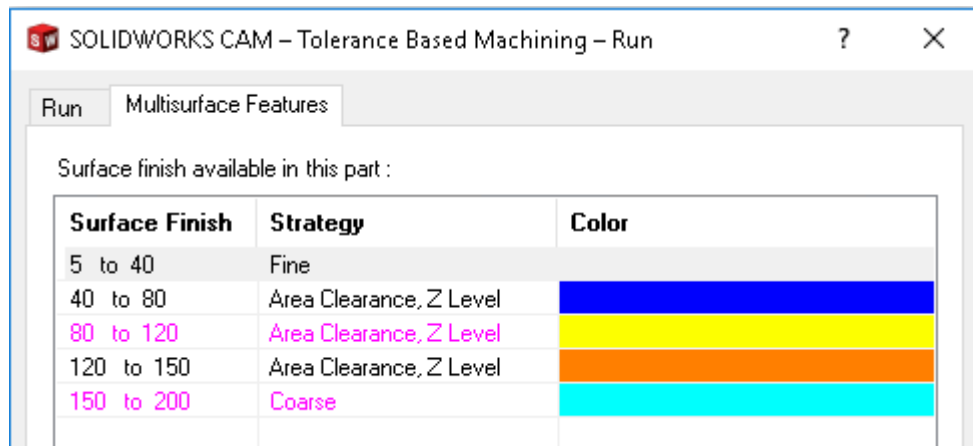 SW SOLIDWORKS CAM – Tolerance Based Machining – Run ? ×
Run Multisurface Features
Surface finish available in this part :
Surface Finish Strategy Color
5 to 40 Fine
40 to 80 Area Clearance, Z Level
80 to 120 Area Clearance, Z Level
120 to 150 Area Clearance, Z Level
150 to 200 Coarse